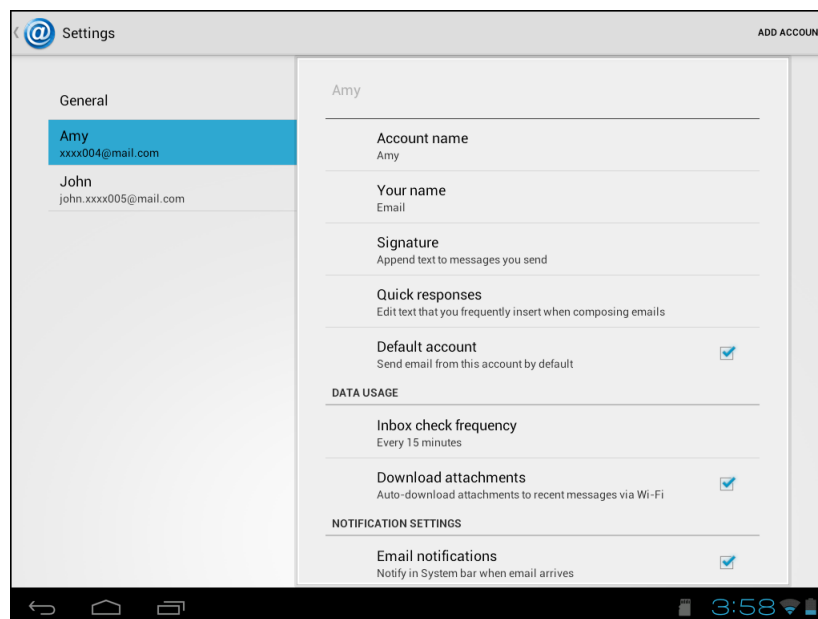 Settings
ADD ACCOUN
General
Amy
xxxx004@mail.com
John
john.xxxx005@mail.com
Amy
Account name
Amy
Your name
Email
Signature
Append text to messages you send
Quick responses
Edit text that you frequently insert when composing emails
Default account
Send email from this account by default
DATA USAGE
Inbox check frequency
Every 15 minutes
Download attachments
Auto-download attachments to recent messages via Wi-Fi
NOTIFICATION SETTINGS
Email notifications
Notify in System bar when email arrives
3:58